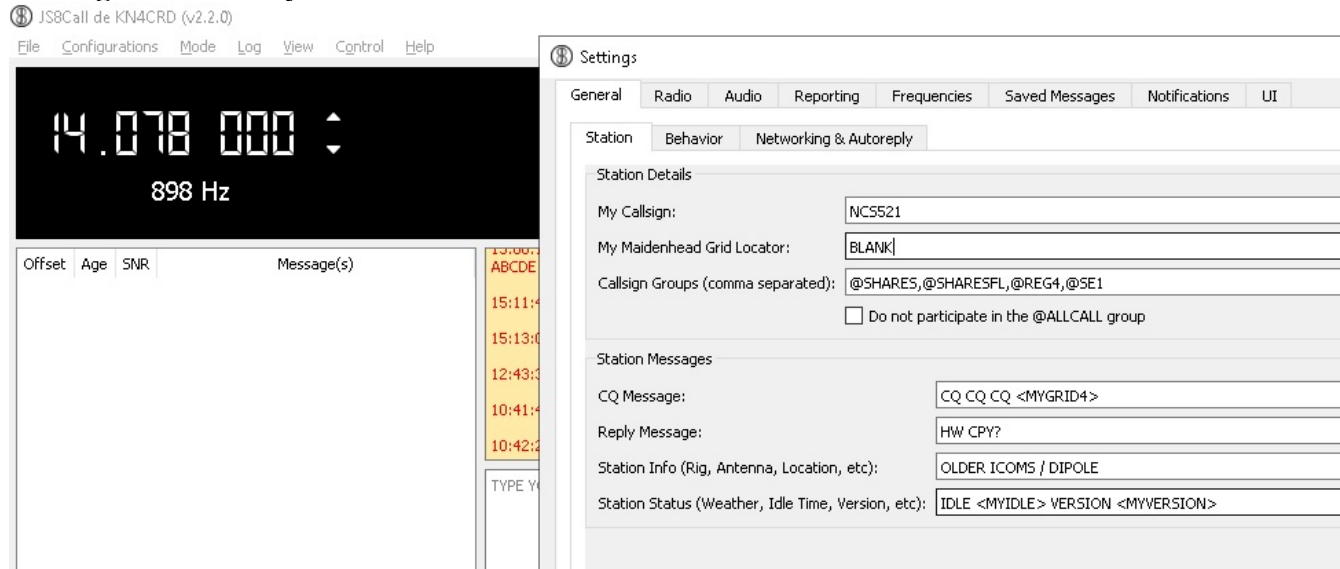 JS8Call de KN4CRD (v2.2.0)
File Configurations Mode Log View Control Help
14.078 000
898 Hz
Offset Age SNR Message(s)
ABCDE
15:11:4
15:13:0
12:43:3
10:41:4
10:42:2
TYPE Y
Settings
General Radio Audio Reporting Frequencies Saved Messages Notifications UI
Station Behavior Networking & Autoreply
Station Details
My Callsign: NCS521
My Maidenhead Grid Locator: BLANK
Callsign Groups (comma separated): @SHARES,@SHARESFL,@REG4,@SE1
Do not participate in the @ALLCALL group
Station Messages
CQ Message: CQ CQ CQ <MYGRID4>
Reply Message: HW CPY?
Station Info (Rig, Antenna, Location, etc): OLDER ICOMS / DIPOLE
Station Status (Weather, Idle Time, Version, etc): IDLE <MYIDLE> VERSION <MYVERSION>